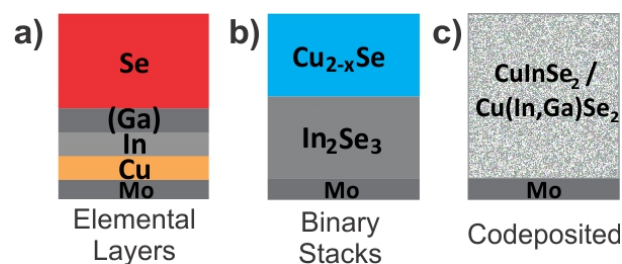 a)
Se
(Ga)
In
Cu
Mo
Elemental
Layers
b)
Cu₂₋ₓSe
In₂Se₃
Mo
Binary
Stacks
c)
CuInSe₂ /
Cu(In,Ga)Se₂
Mo
Codeposited